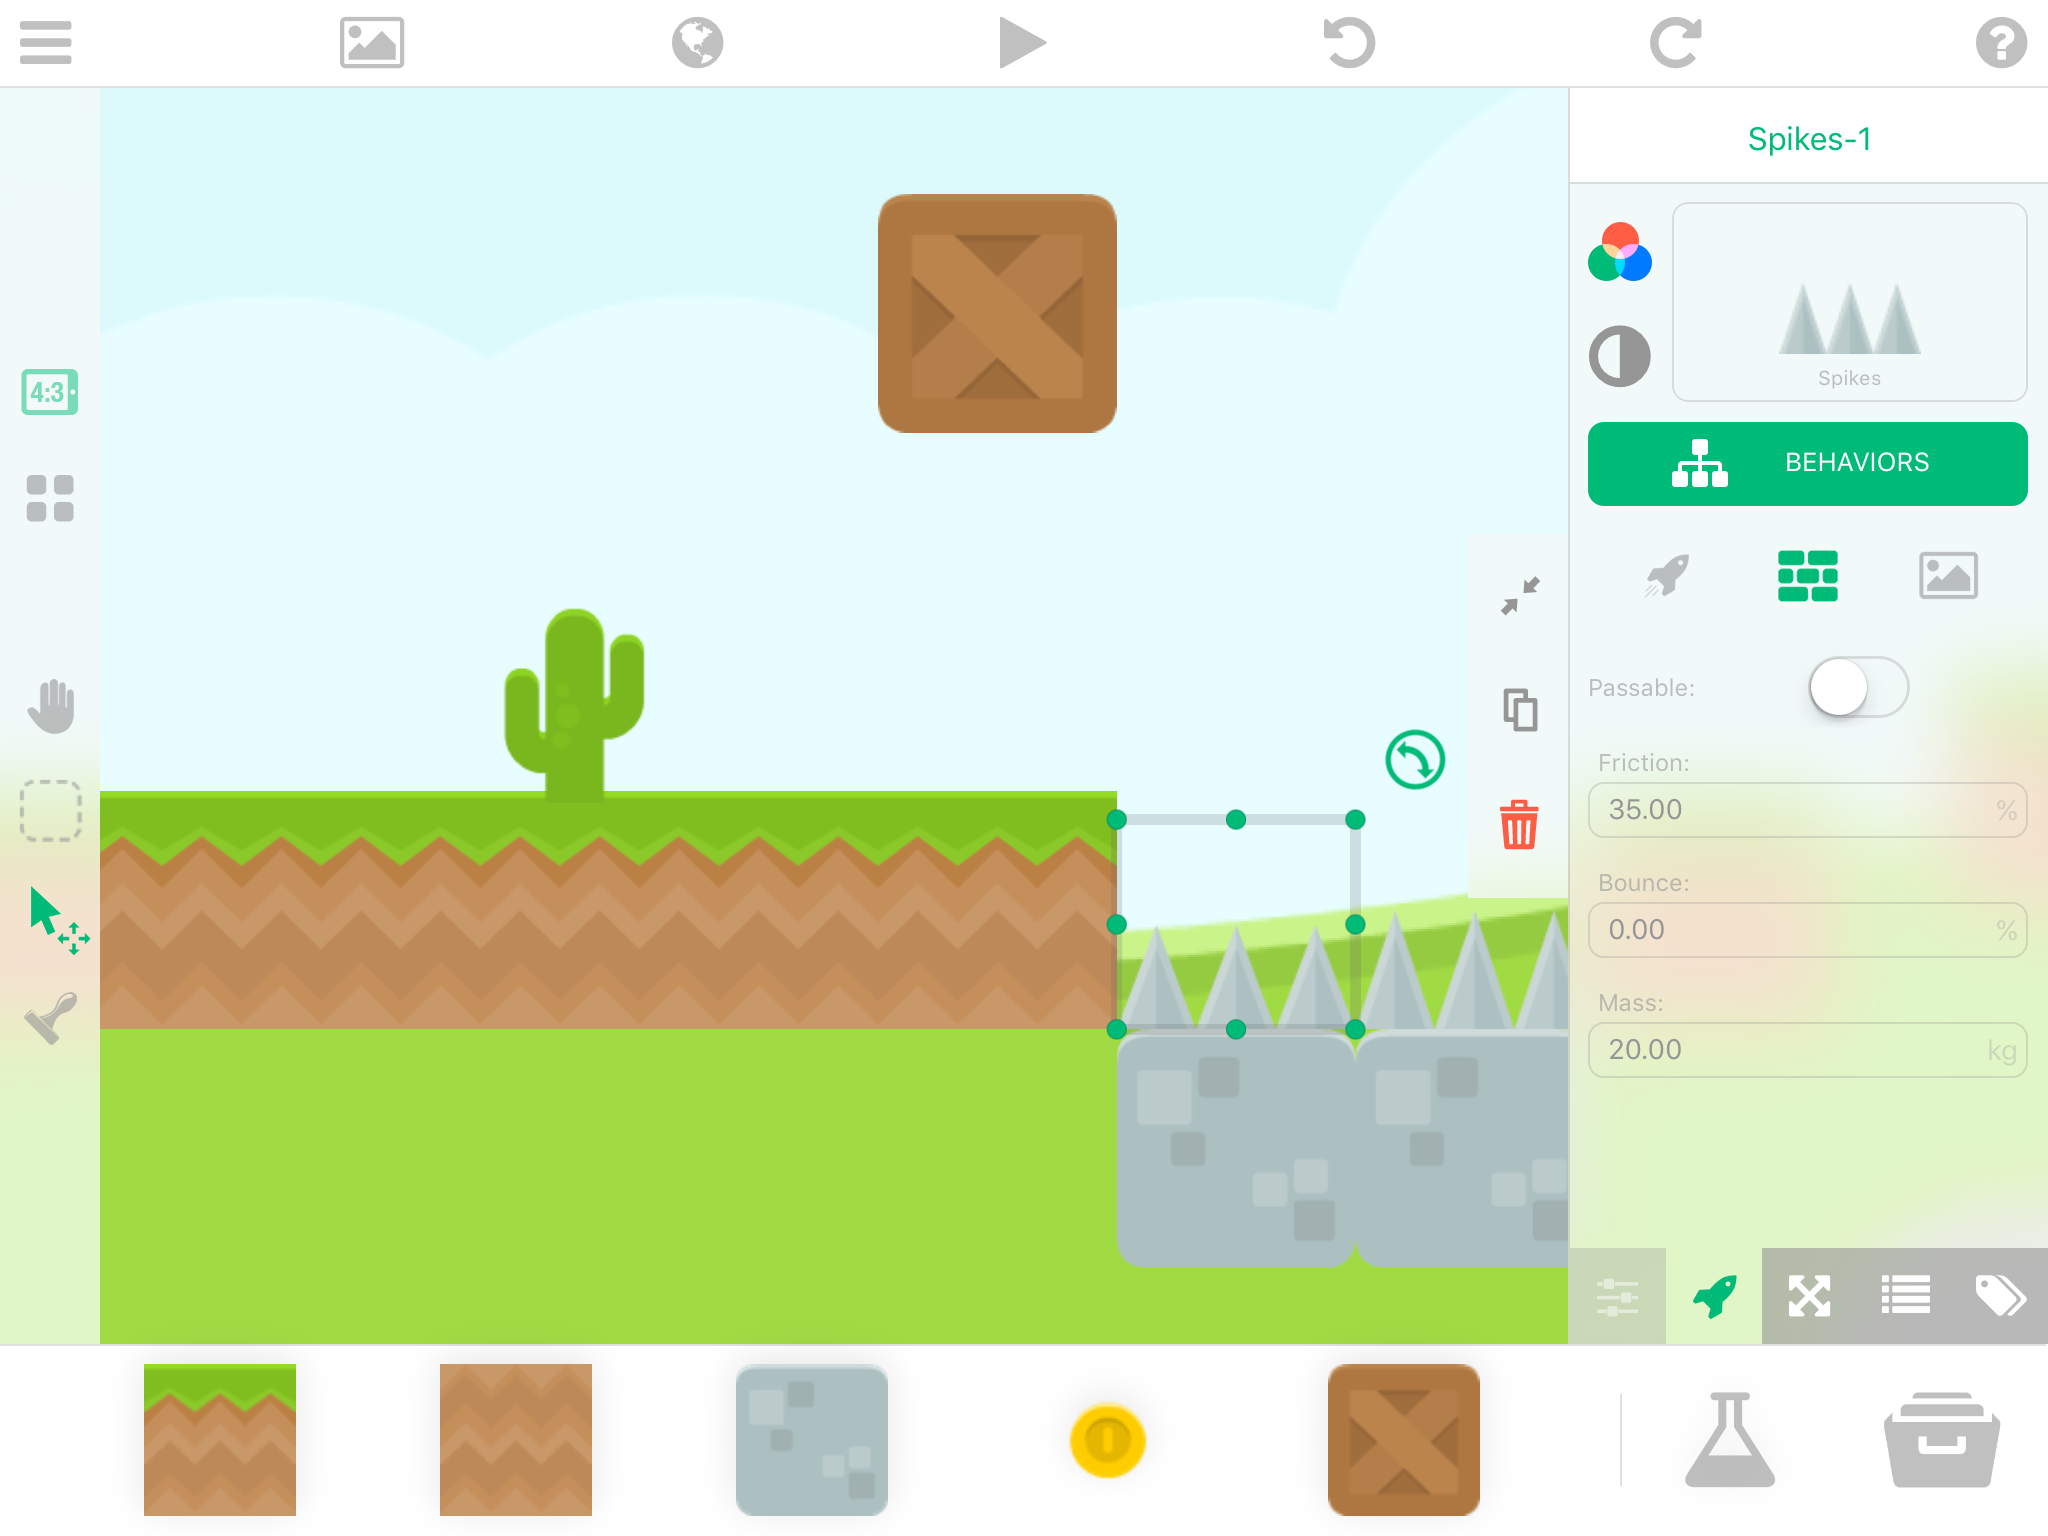 Spikes-1
4:3
Spikes
BEHAVIORS
Passable:
Friction:
35.00 %
Bounce:
0.00 %
Mass:
20.00 kg